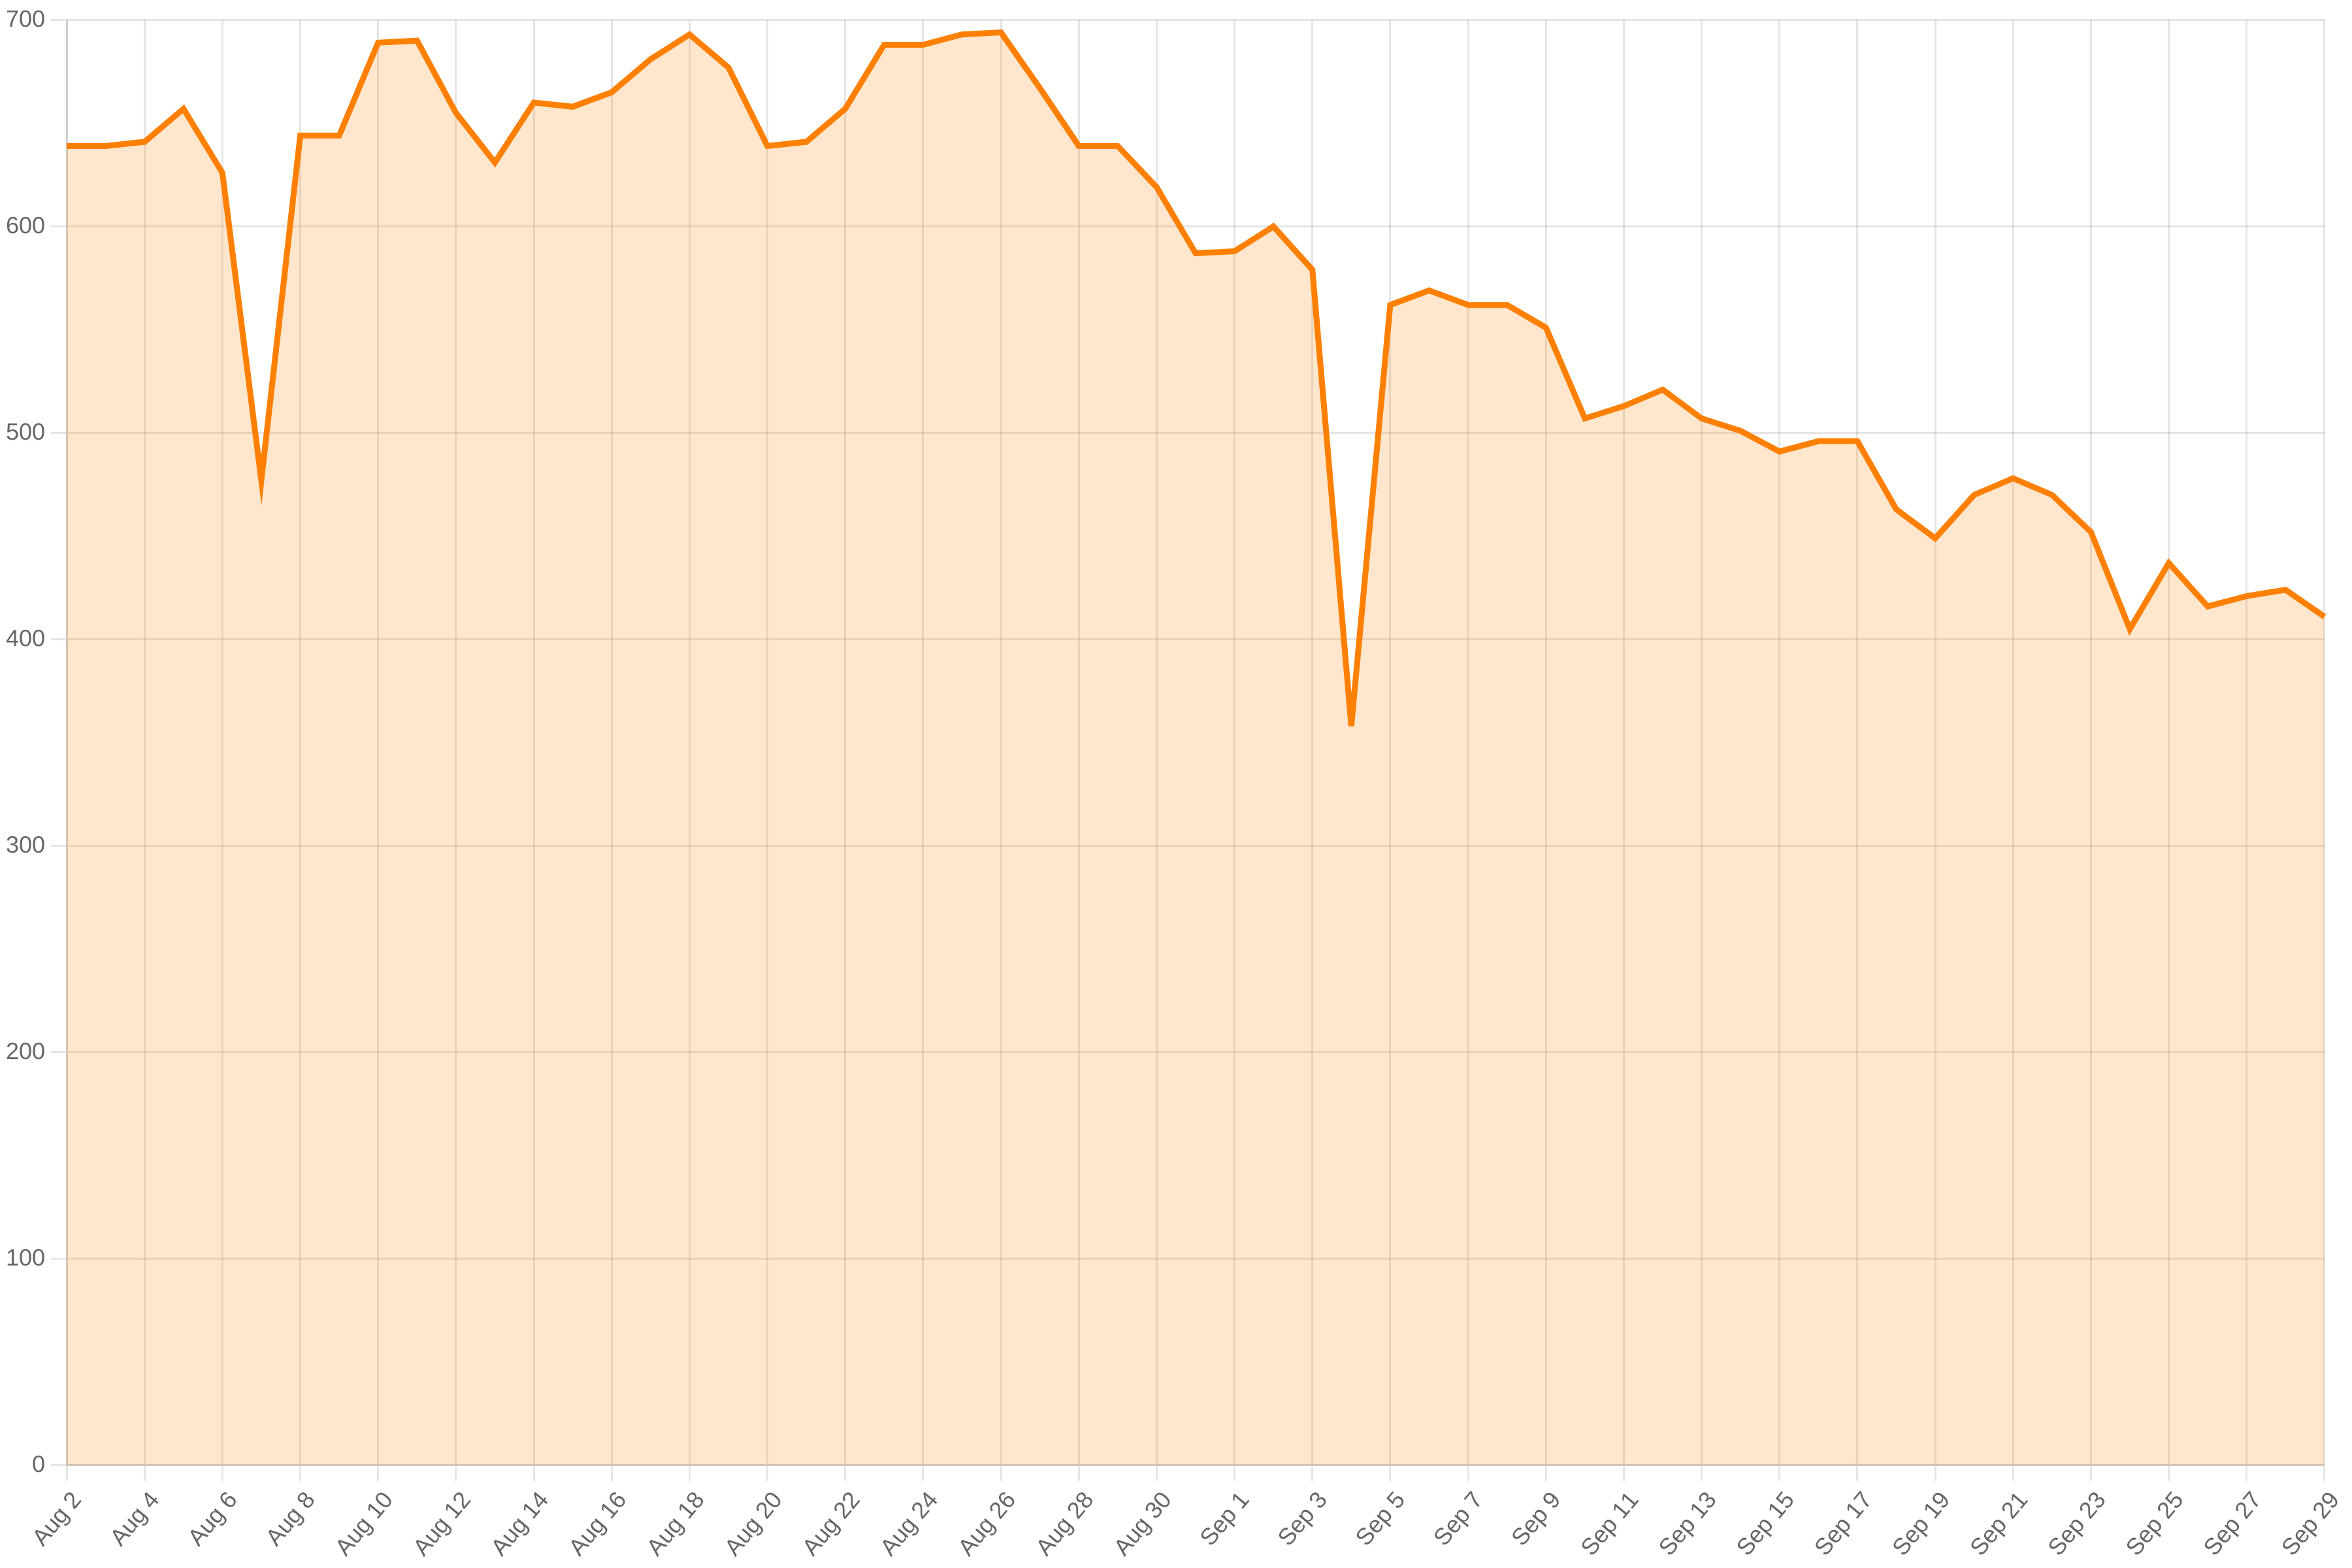 700
600
500
400
300
200
100
0
Aug 2
Aug 4
Aug 6
Aug 8
Aug 10
Aug 12
Aug 14
Aug 16
Aug 18
Aug 20
Aug 22
Aug 24
Aug 26
Aug 28
Aug 30
Sep 1
Sep 3
Sep 5
Sep 7
Sep 9
Sep 11
Sep 13
Sep 15
Sep 17
Sep 19
Sep 21
Sep 23
Sep 25
Sep 27
Sep 29